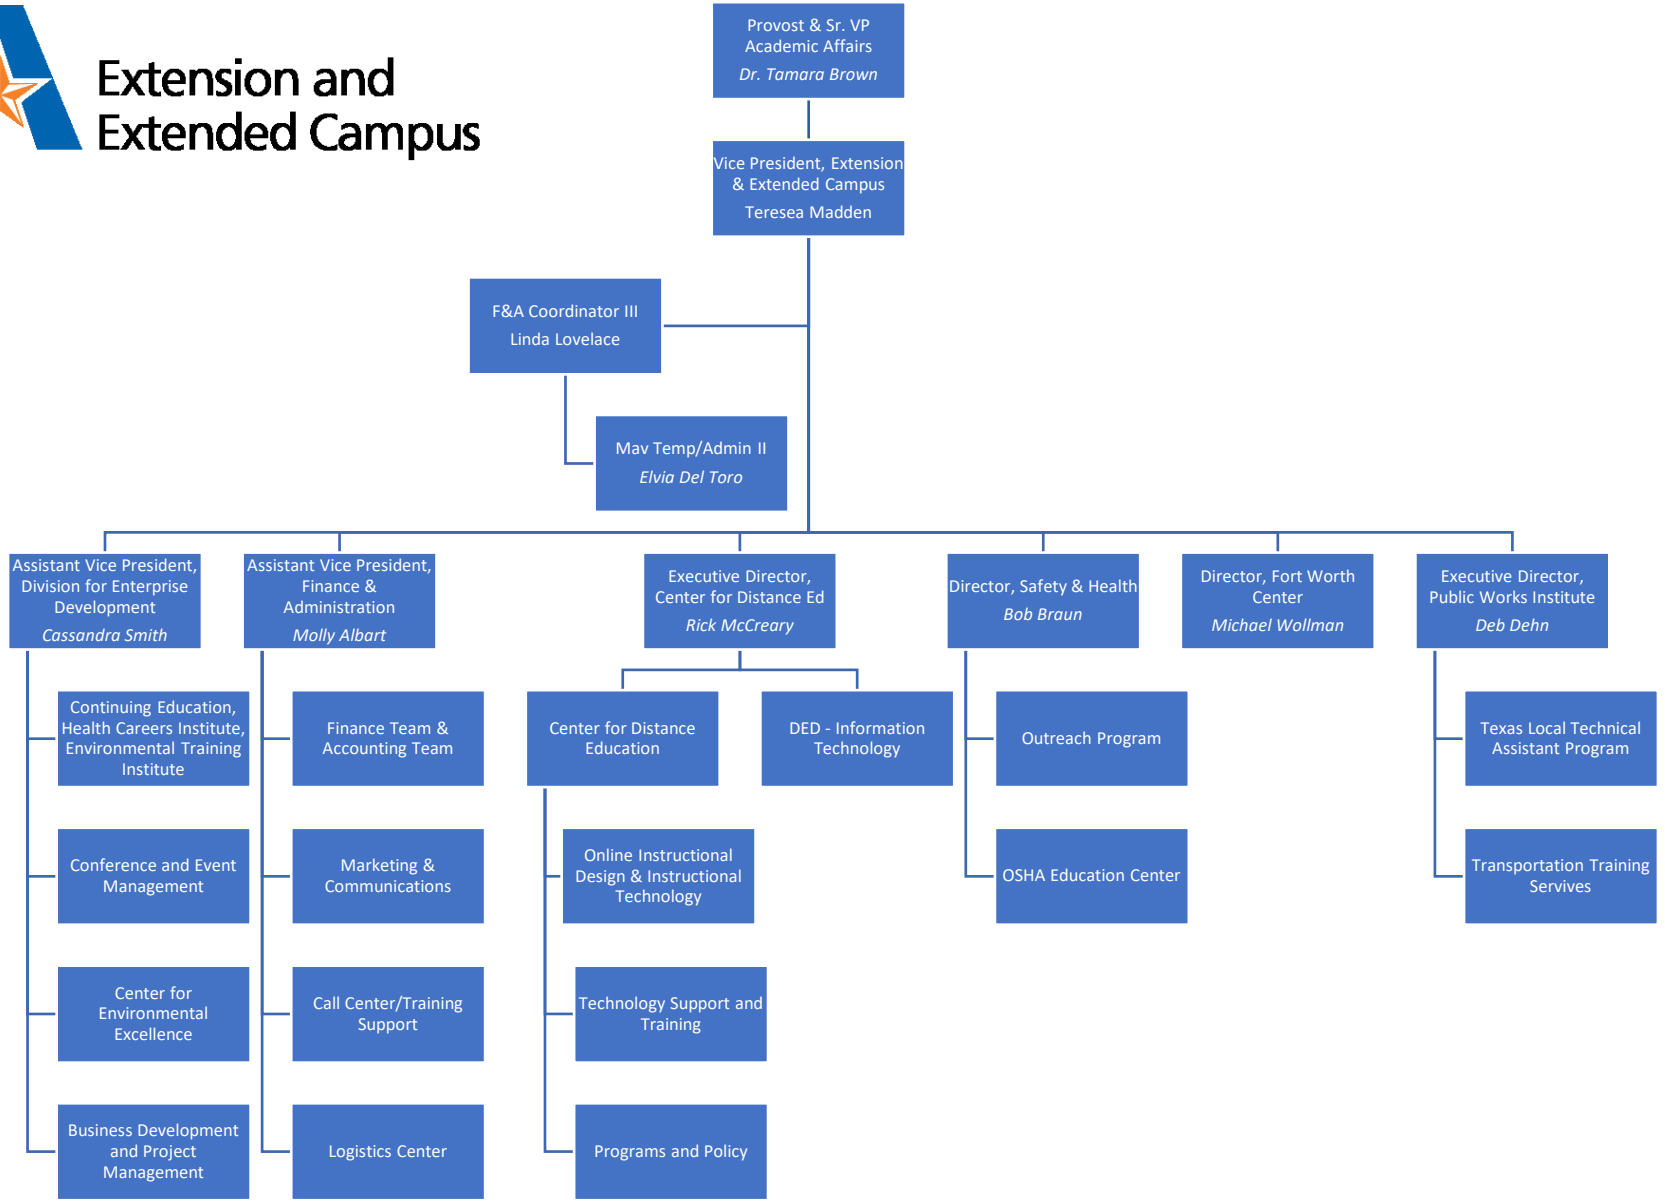 Extension and
Extended Campus
Provost & Sr. VP
Academic Affairs
Dr. Tamara Brown
Vice President, Extension
& Extended Campus
Teresea Madden
F&A Coordinator III
Linda Lovelace
Mav Temp/Admin II
Elvia Del Toro
Assistant Vice President,
Division for Enterprise
Development
Cassandra Smith
Continuing Education,
Health Careers Institute,
Environmental Training
Institute
Conference and Event
Management
Center for
Environmental
Excellence
Business Development
and Project
Management
Assistant Vice President,
Finance &
Administration
Molly Albart
Finance Team &
Accounting Team
Marketing &
Communications
Call Center/Training
Support
Logistics Center
Executive Director,
Center for Distance Ed
Rick McCreary
Center for Distance
Education
Online Instructional
Design & Instructional
Technology
Technology Support and
Training
Programs and Policy
DED - Information
Technology
Director, Safety & Health
Bob Braun
Outreach Program
OSHA Education Center
Director, Fort Worth
Center
Michael Wollman
Executive Director,
Public Works Institute
Deb Dehn
Texas Local Technical
Assistant Program
Transportation Training
Servives